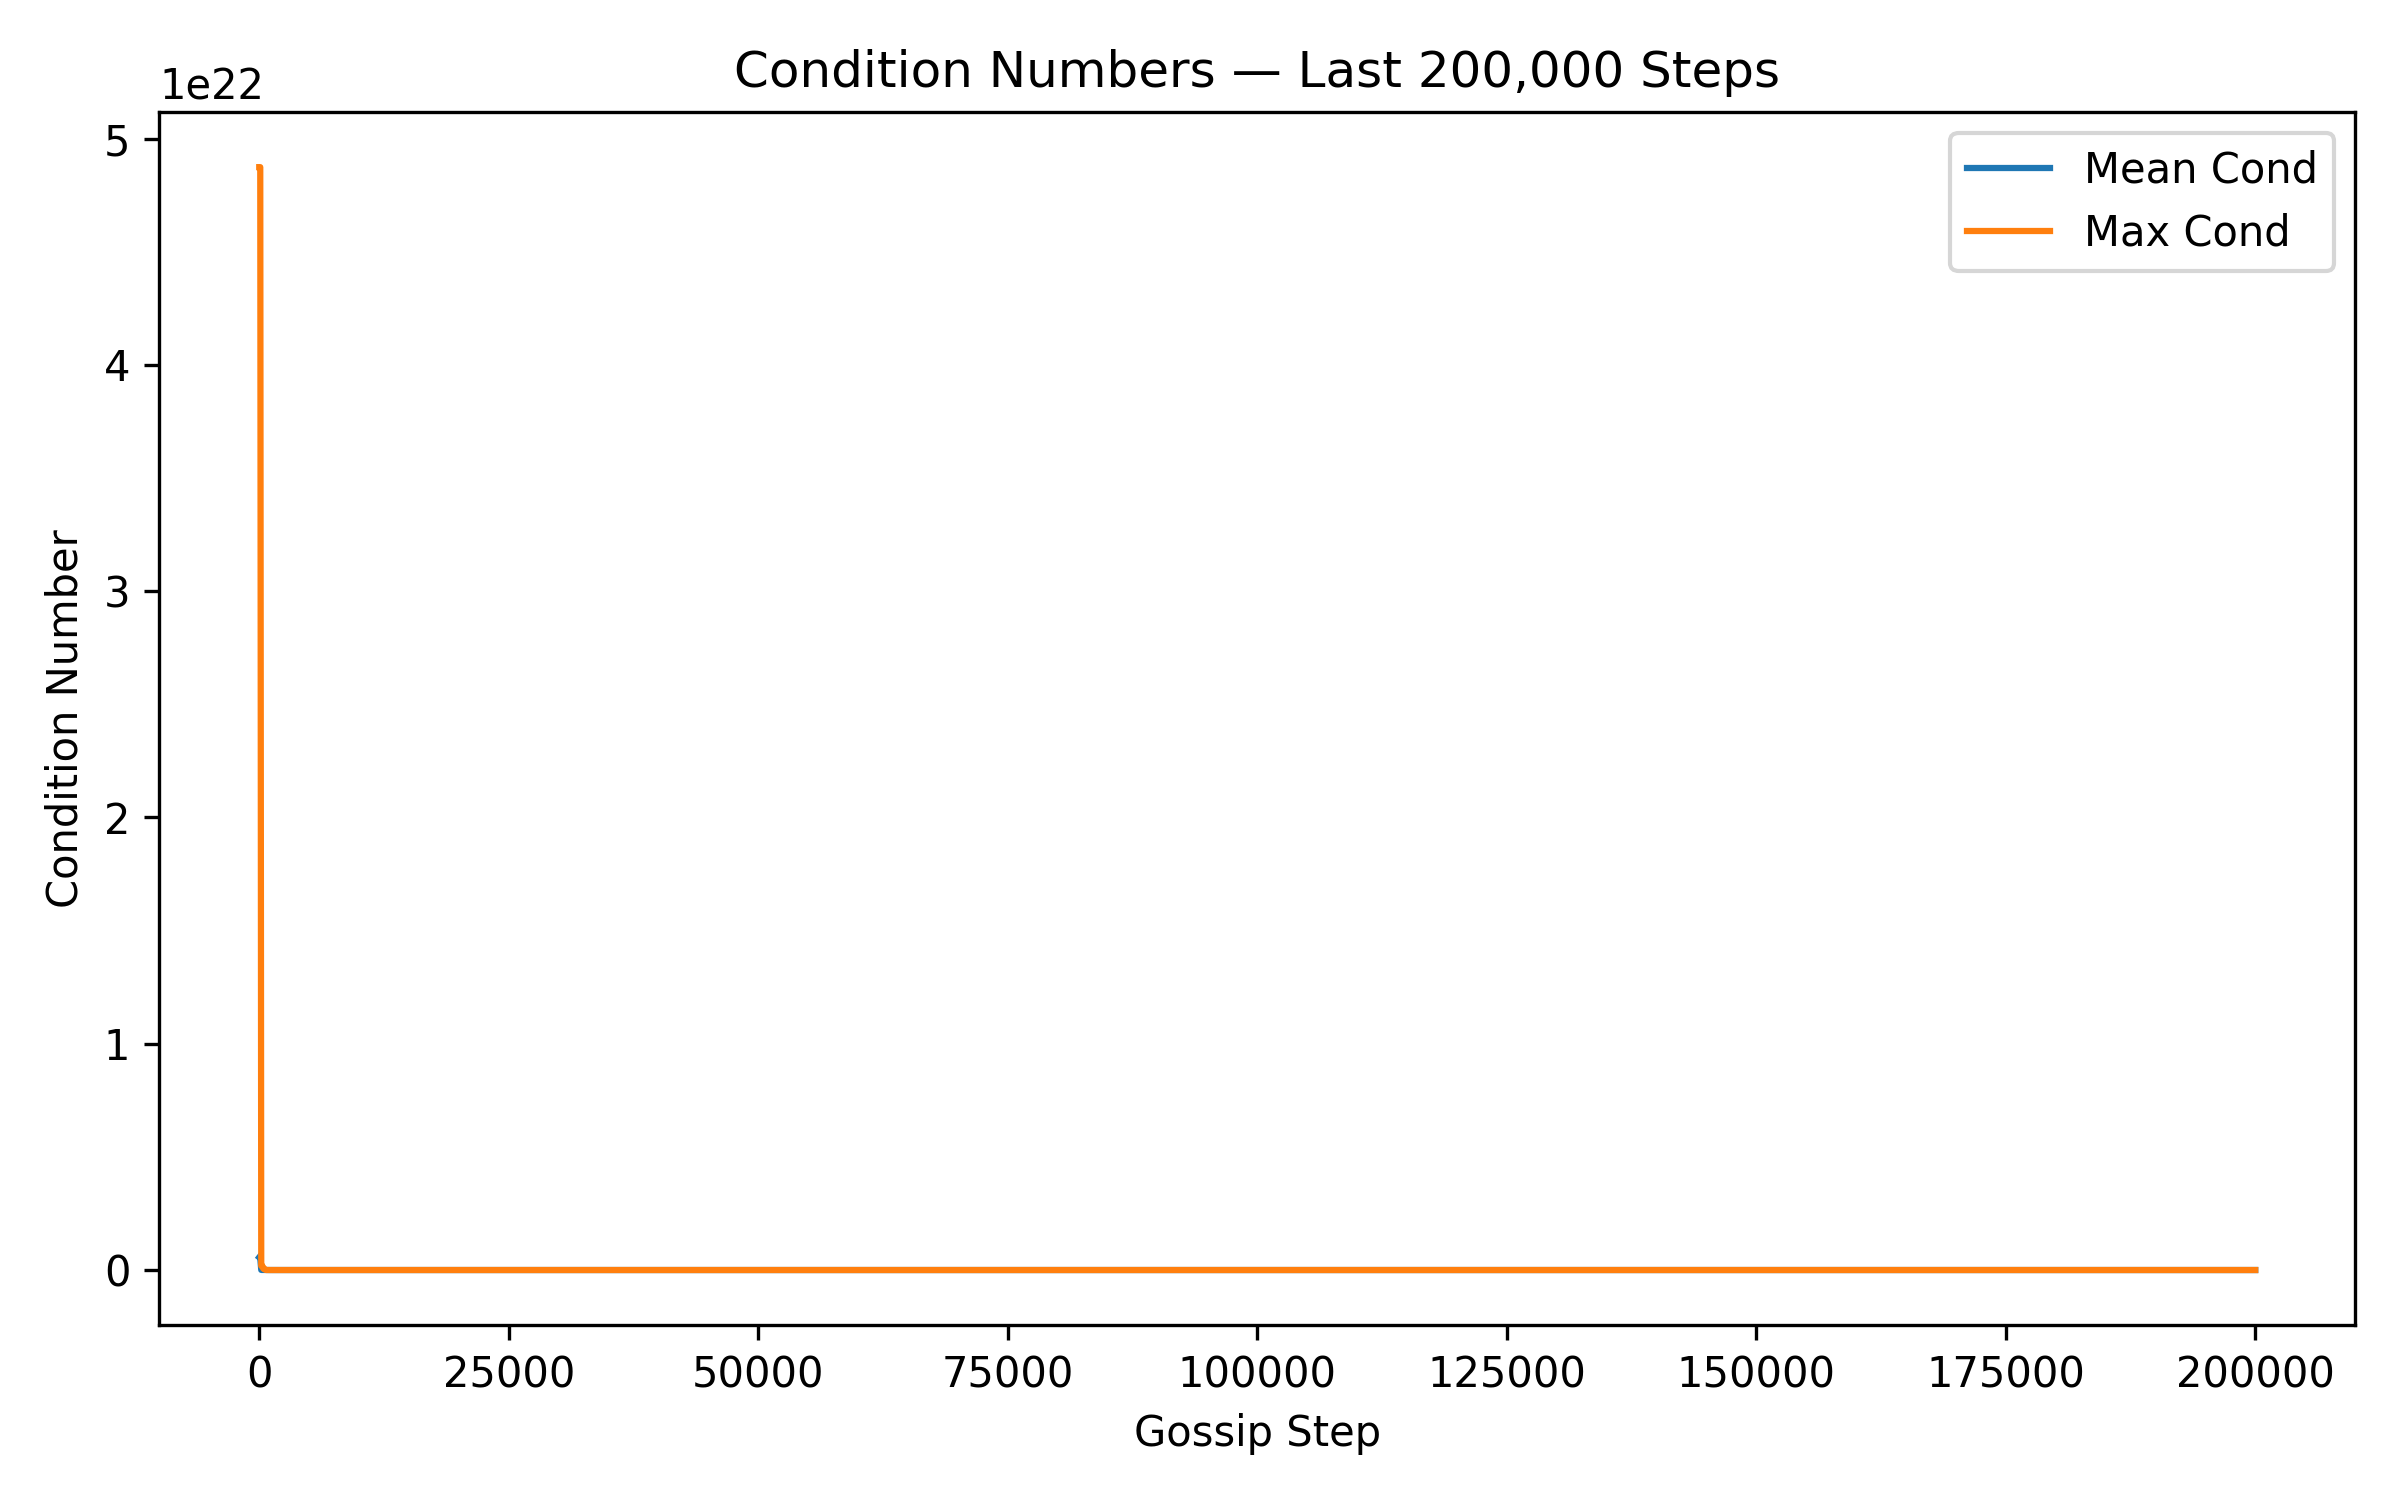 Condition Numbers — Last 200,000 Steps
1e22
5
4
3
2
1
0
Condition Number
Mean Cond
Max Cond
0 25000 50000 75000 100000 125000 150000 175000 200000
Gossip Step